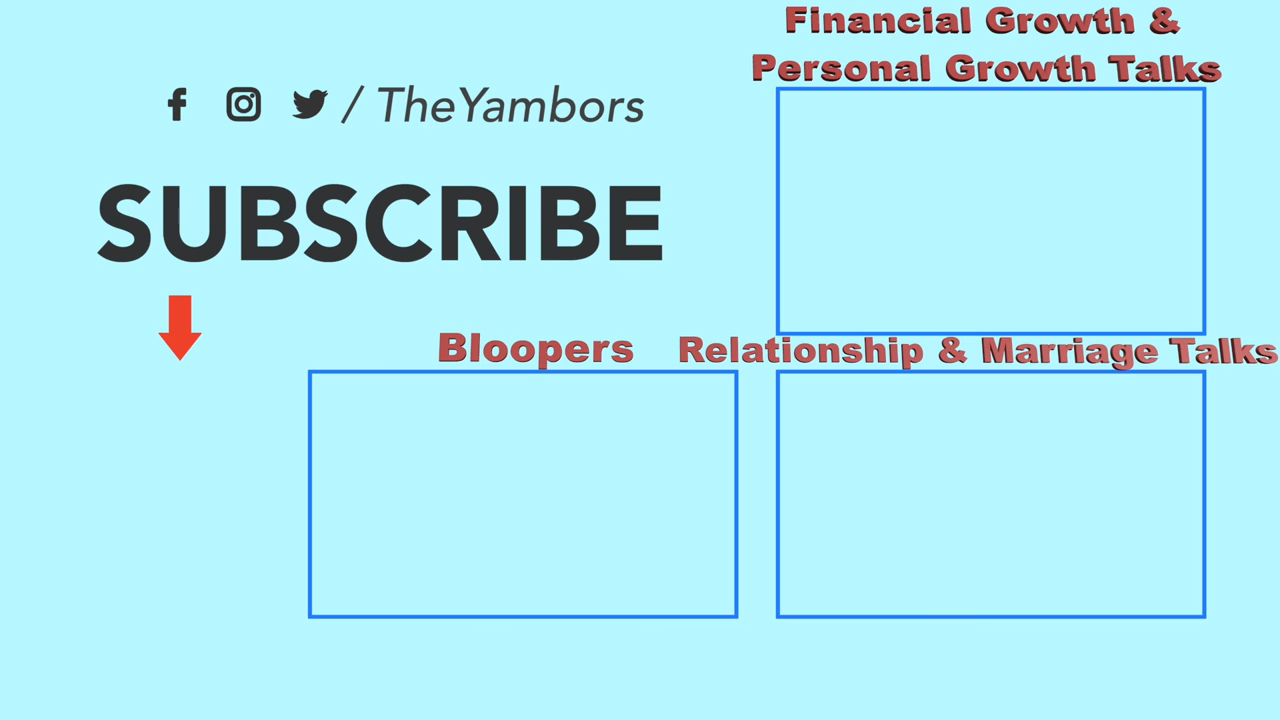 / TheYambors
SUBSCRIBE
Financial Growth &
Personal Growth Talks
Bloopers
Relationship & Marriage Talks